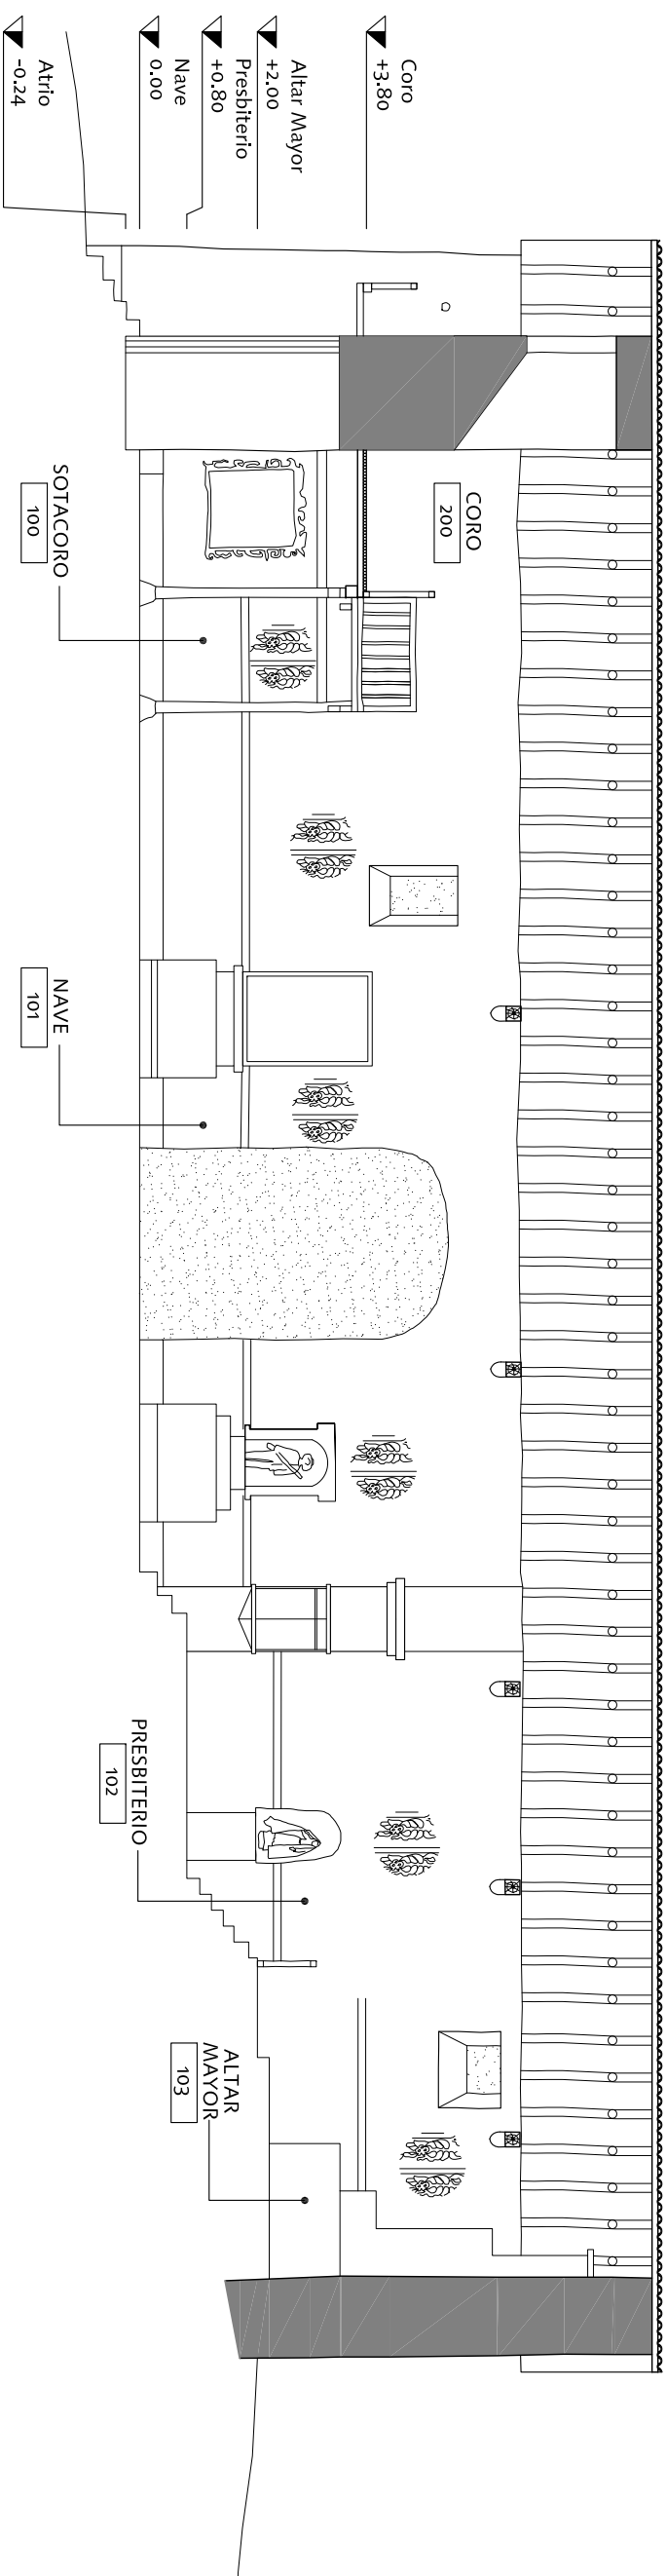 Coro
+3.80
Altar Mayor
+2.00
Presbiterio
+0.80
Nave
0.00
Atrio
-0.24
CORO
200
SOTACORO
100
NAVE
101
PRESBITERIO
102
ALTAR
MAYOR
103